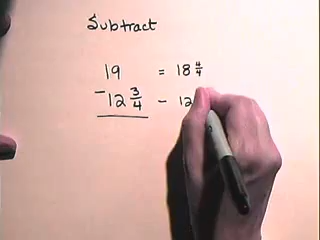 Subtract
19 = 18 4/4
- 12 3/4 - 12